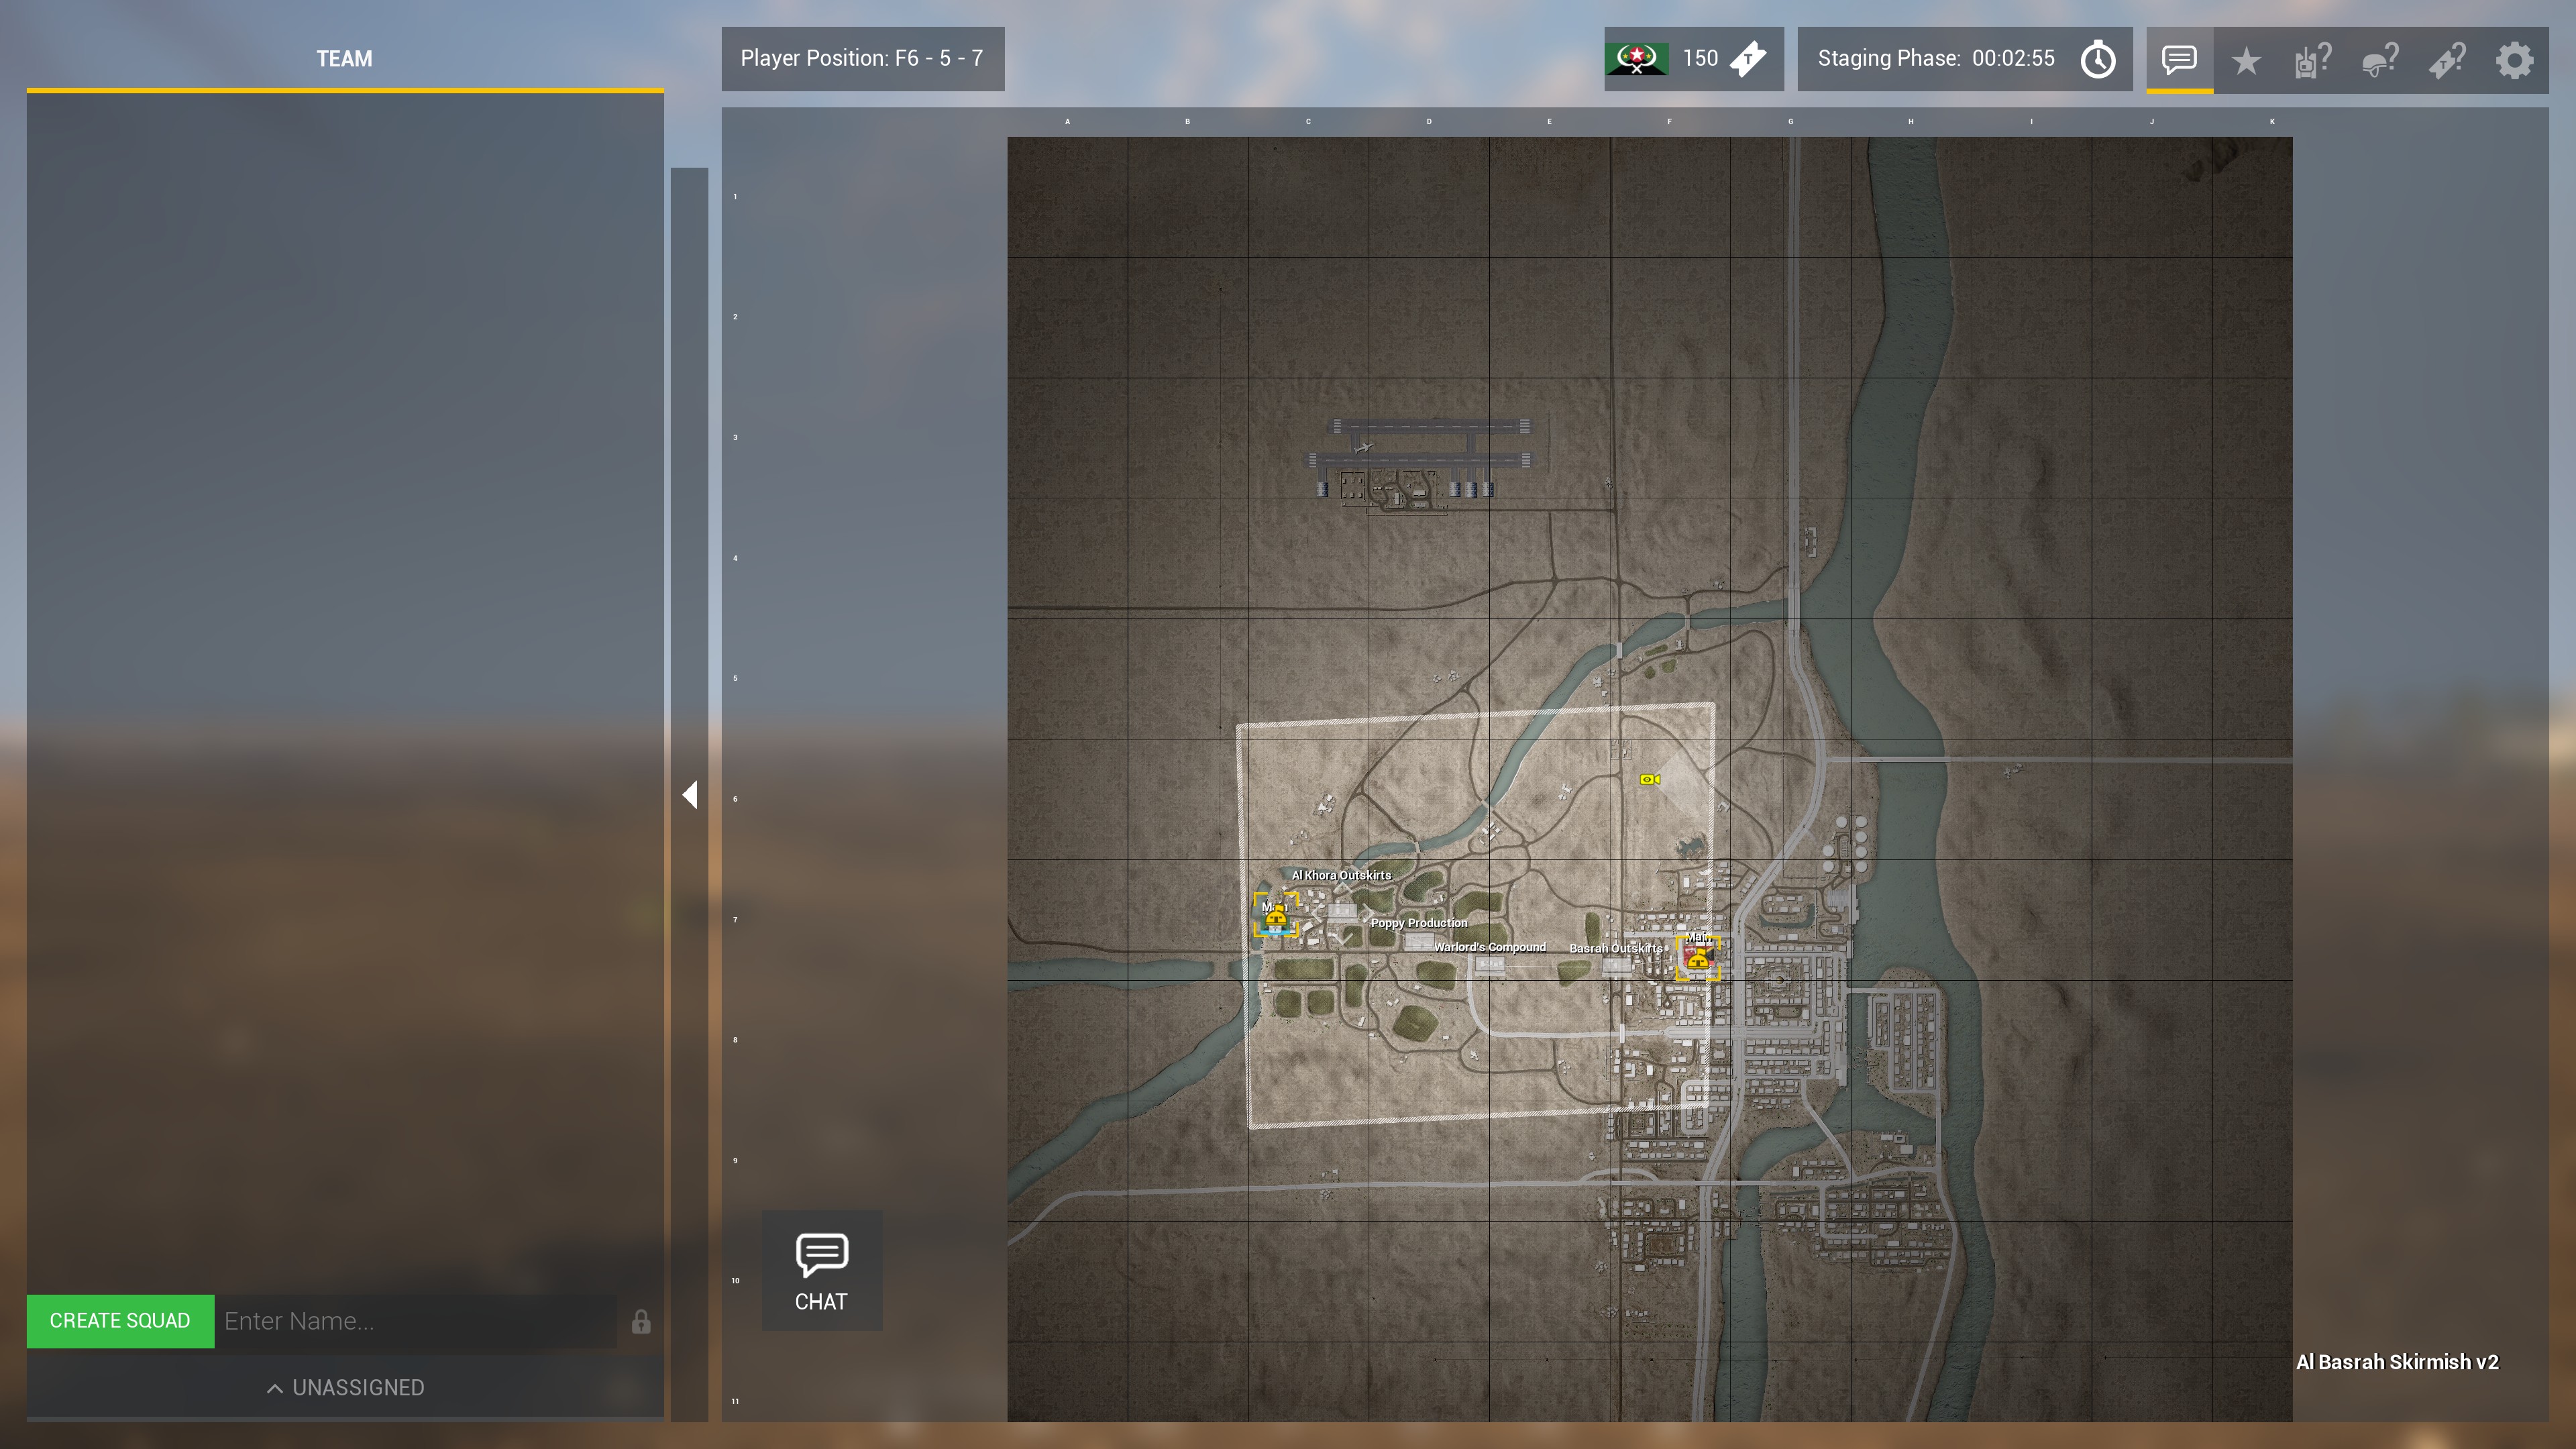 TEAM
Player Position: F6 - 5 - 7
150
T
Staging Phase: 00:02:55
?
?
T?
A B C D E F G H I J K
1
2
3
4
5
6
7
8
9
10
11
Al Khora Outskirts
Main
Poppy Production
Warlord's Compound
Basrah Outskirts
Main
CHAT
CREATE SQUAD
Enter Name...
UNASSIGNED
Al Basrah Skirmish v2